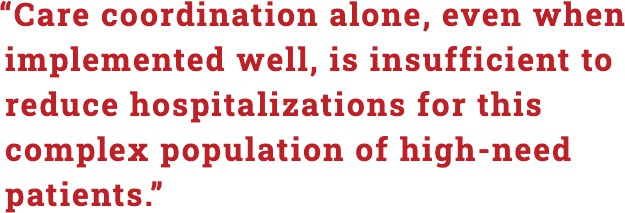 “Care coordination alone, even when
implemented well, is insufficient to
reduce hospitalizations for this
complex population of high-need
patients.”